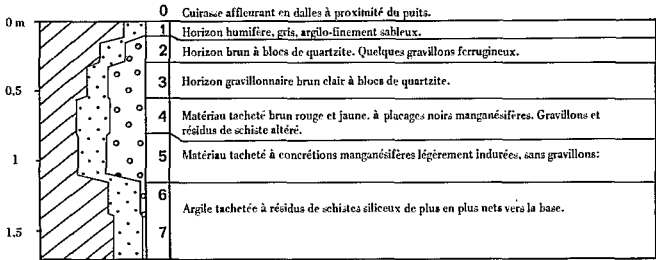 0 Cuirasse affleurant en dalles à proximité du puits.
0 m
1 Horizon humifère, gris, argilo-finement sableux.
2 Horizon brun à blocs de quartzite. Quelques gravillons ferrugineux.
0,5
3 Horizon gravillonnaire brun clair à blocs de quartzite.
4 Matériau tacheté brun rouge et jaune. à placages noirs manganésifères. Gravillons et
résidus de schiste altéré.
1
5 Matériau tacheté à concrétions manganésifères légèrement indurées, sans gravillons:
6
Argile tachetée à résidus de schistes siliceux de plus en plus nets vers la base.
1.5
7